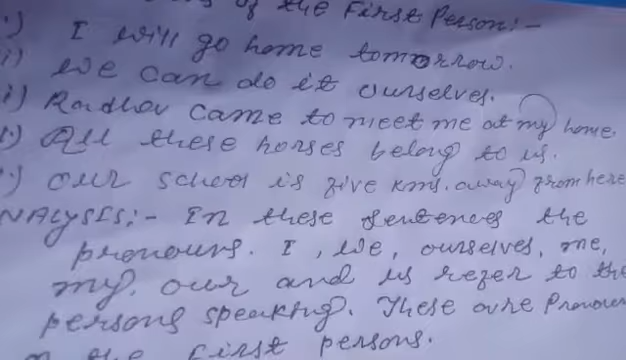 of the First Person:-
I will go home tomorrow.
i) We can do it ourselves.
i) Radhov came to meet me at my home.
All these horses belong to us.
Our school is five kms. away from here
NALYSIS:- In these sentences the
pronouns. I, We, ourselves, me,
my, our and us refer to the
persons speaking. These are Pronoun
the First persons.